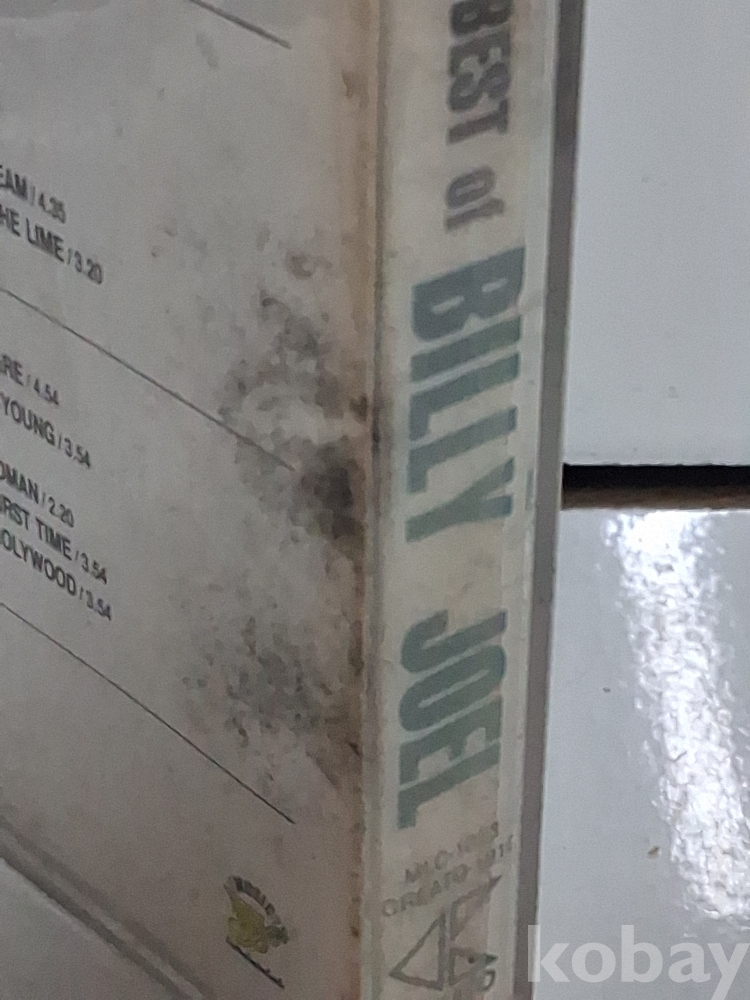 EAM / 4.35
HE LIME / 3.20
RE / 4.54
YOUNG / 3.54
OMAN / 2.20
RST TIME / 3.54
OLYWOOD / 3.54
BEST of BILLY JOEL
kobay